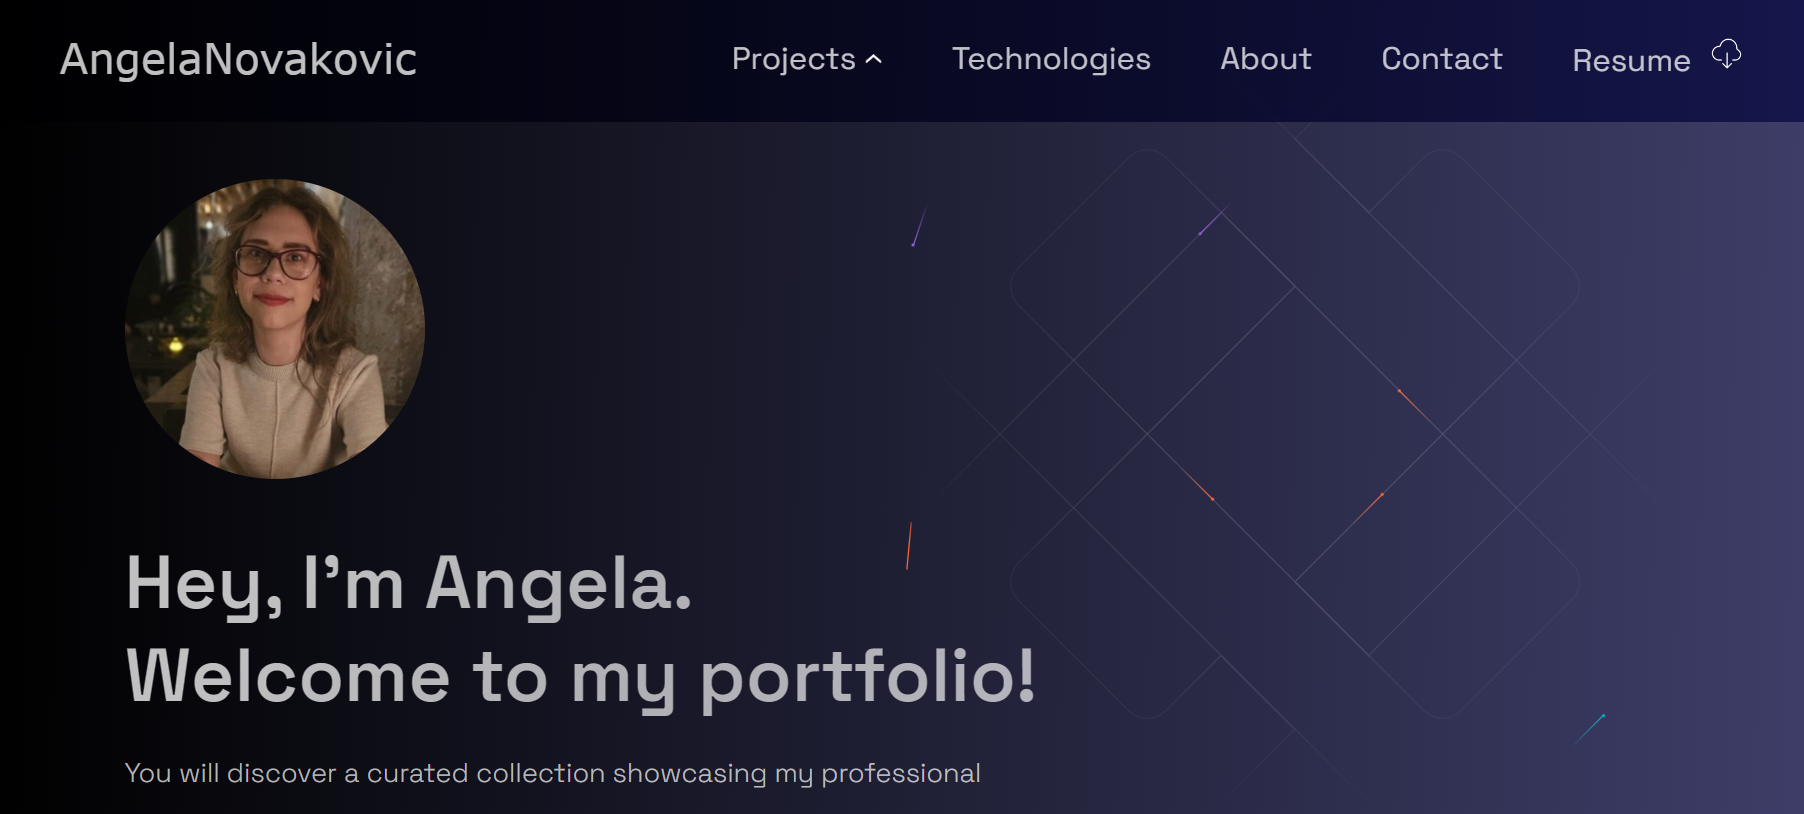 AngelaNovakovic
Projects
Technologies
About
Contact
Resume
Hey, I’m Angela.
Welcome to my portfolio!
You will discover a curated collection showcasing my professional